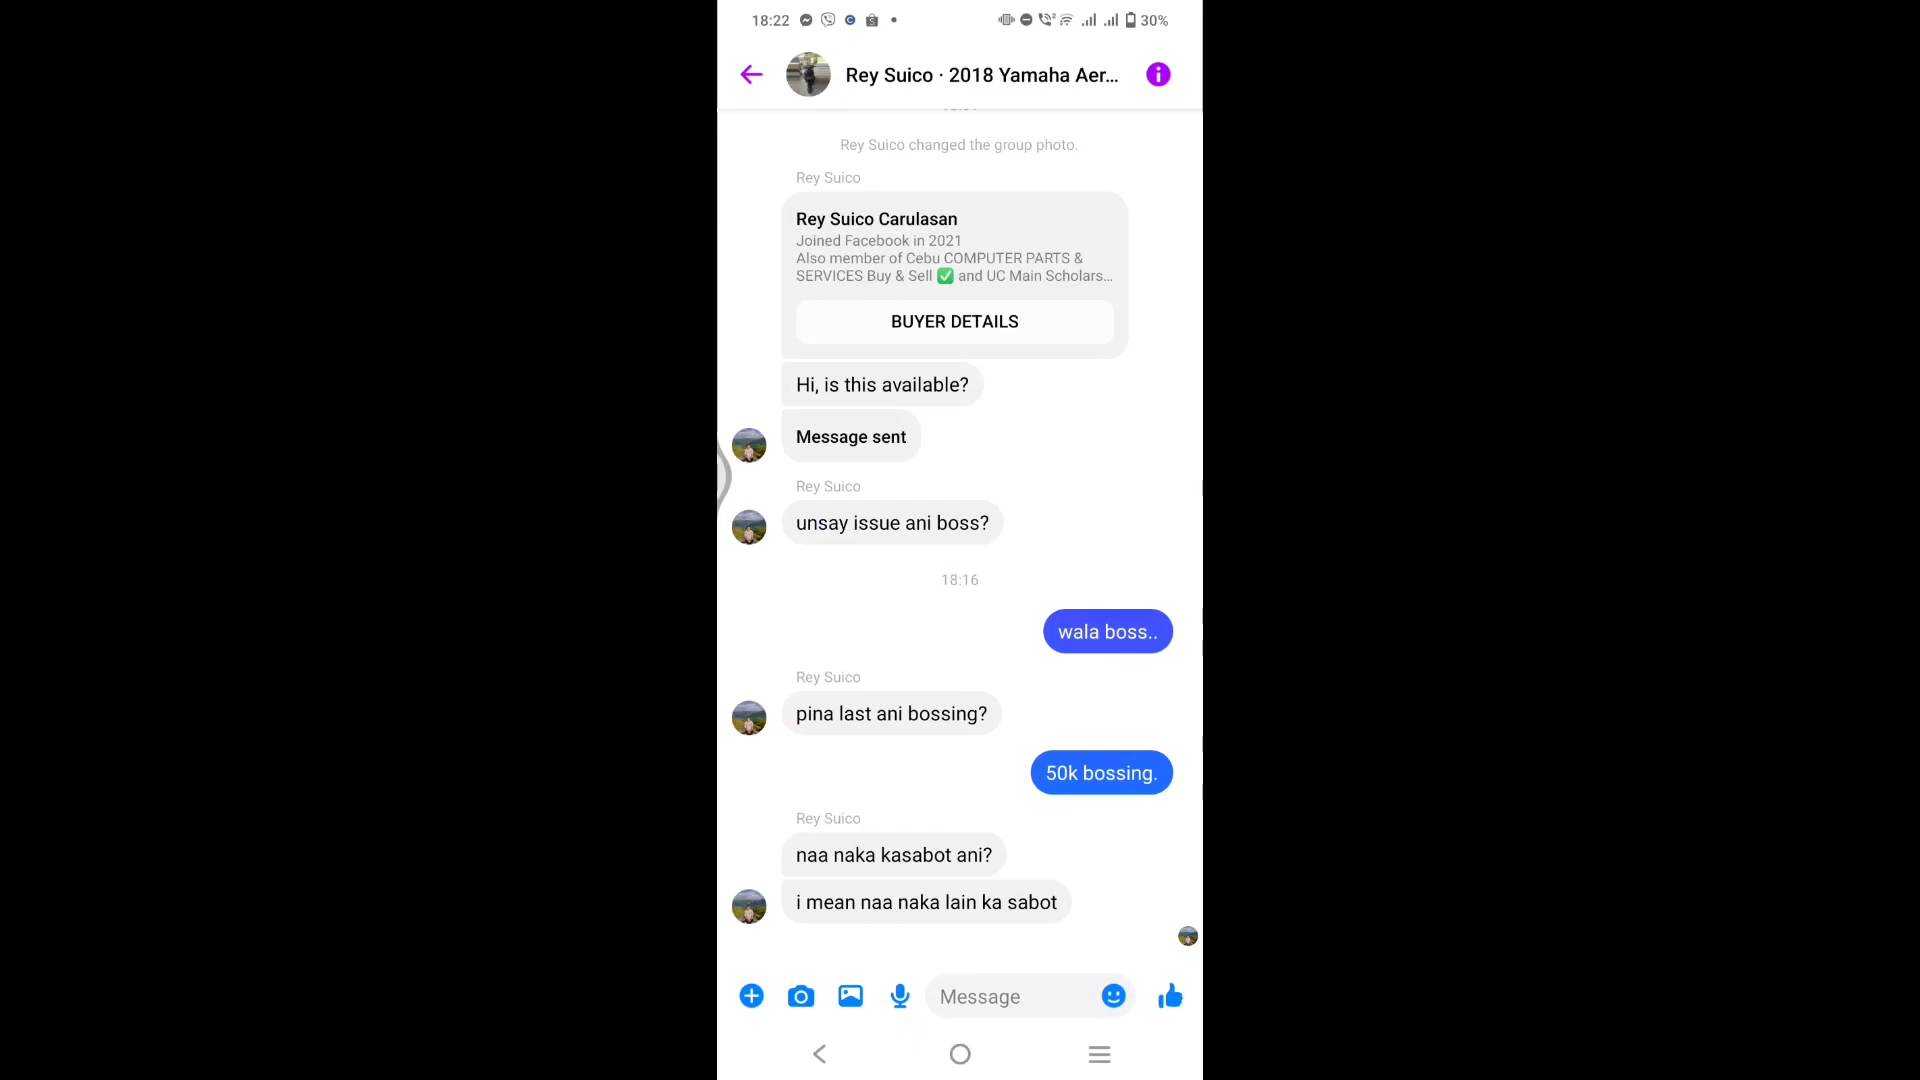 18:22
30%
Rey Suico · 2018 Yamaha Aer...
Rey Suico changed the group photo.
Rey Suico
Rey Suico Carulasan
Joined Facebook in 2021
Also member of Cebu COMPUTER PARTS &
SERVICES Buy & Sell ✅ and UC Main Scholars...
BUYER DETAILS
Hi, is this available?
Message sent
Rey Suico
unsay issue ani boss?
18:16
wala boss..
Rey Suico
pina last ani bossing?
50k bossing.
Rey Suico
naa naka kasabot ani?
i mean naa naka lain ka sabot
Message